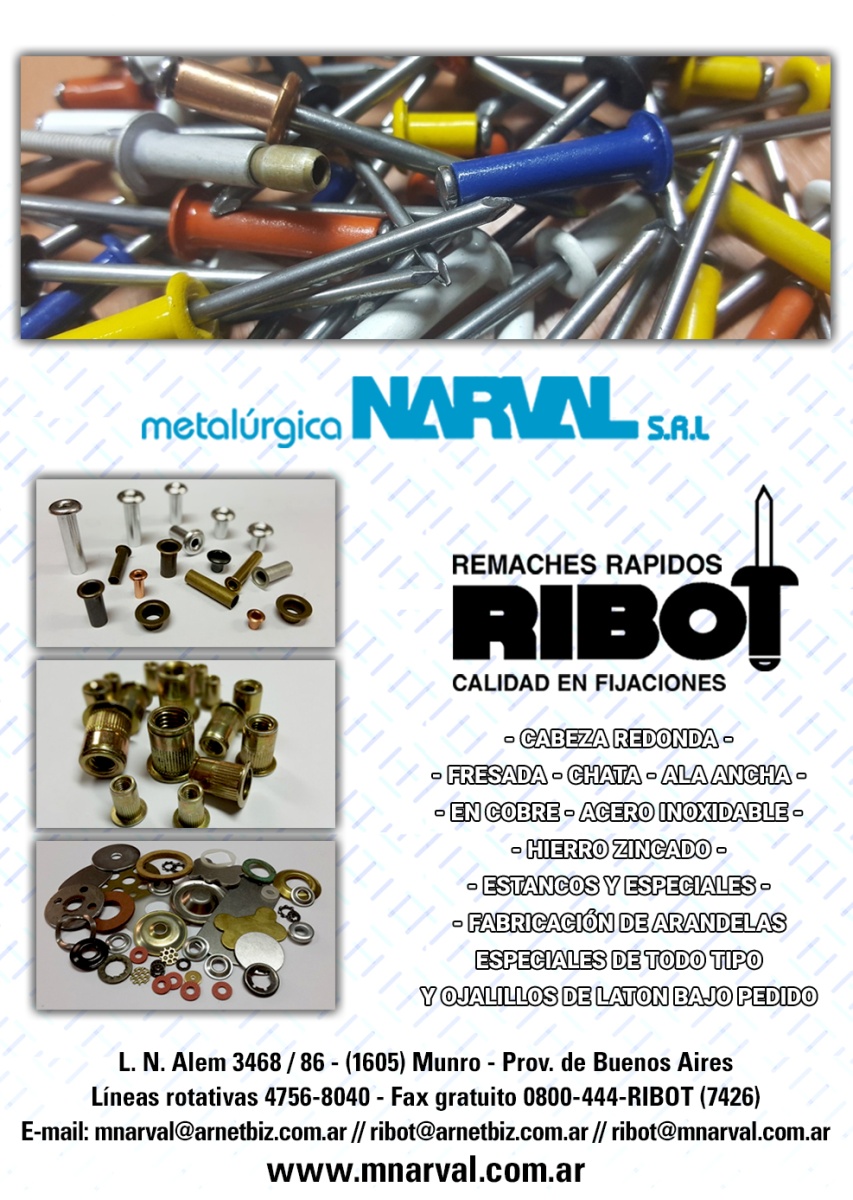 metalúrgica NARVAL S.R.L
REMACHES RAPIDOS
RIBOT
CALIDAD EN FIJACIONES
- CABEZA REDONDA -
- FRESADA - CHATA - ALA ANCHA -
- EN COBRE - ACERO INOXIDABLE -
- HIERRO ZINCADO -
- ESTANCOS Y ESPECIALES -
- FABRICACIÓN DE ARANDELAS
ESPECIALES DE TODO TIPO
Y OJALILLOS DE LATON BAJO PEDIDO
L. N. Alem 3468 / 86 - (1605) Munro - Prov. de Buenos Aires
Líneas rotativas 4756-8040 - Fax gratuito 0800-444-RIBOT (7426)
E-mail: mnarval@arnetbiz.com.ar // ribot@arnetbiz.com.ar // ribot@mnarval.com.ar
www.mnarval.com.ar